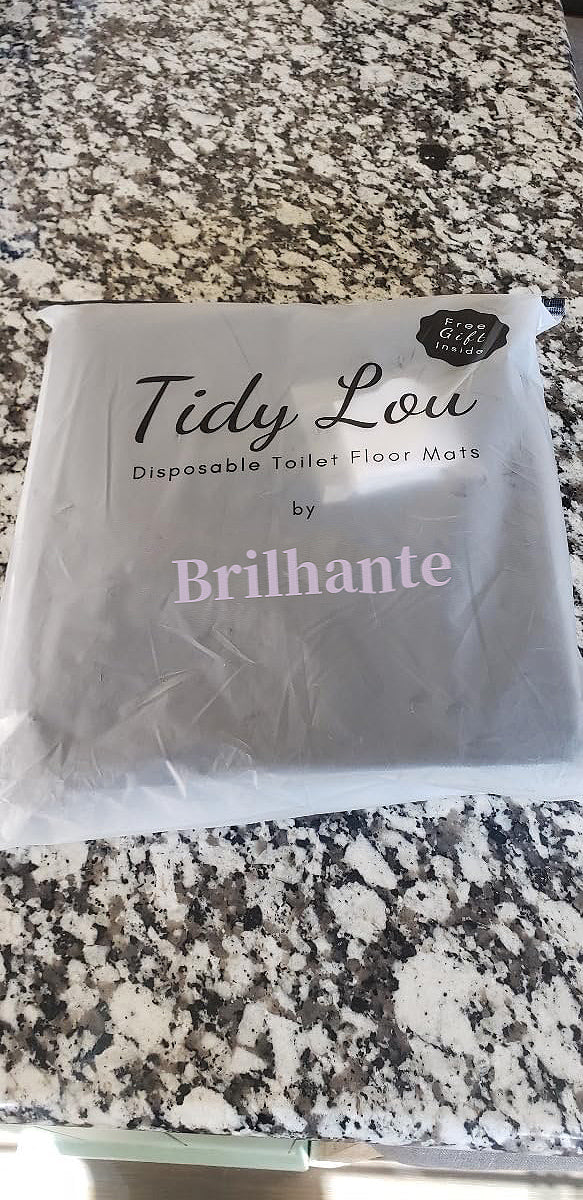 Free
Gift
Inside
Tidy Lou
Disposable Toilet Floor Mats
by
Brilhante